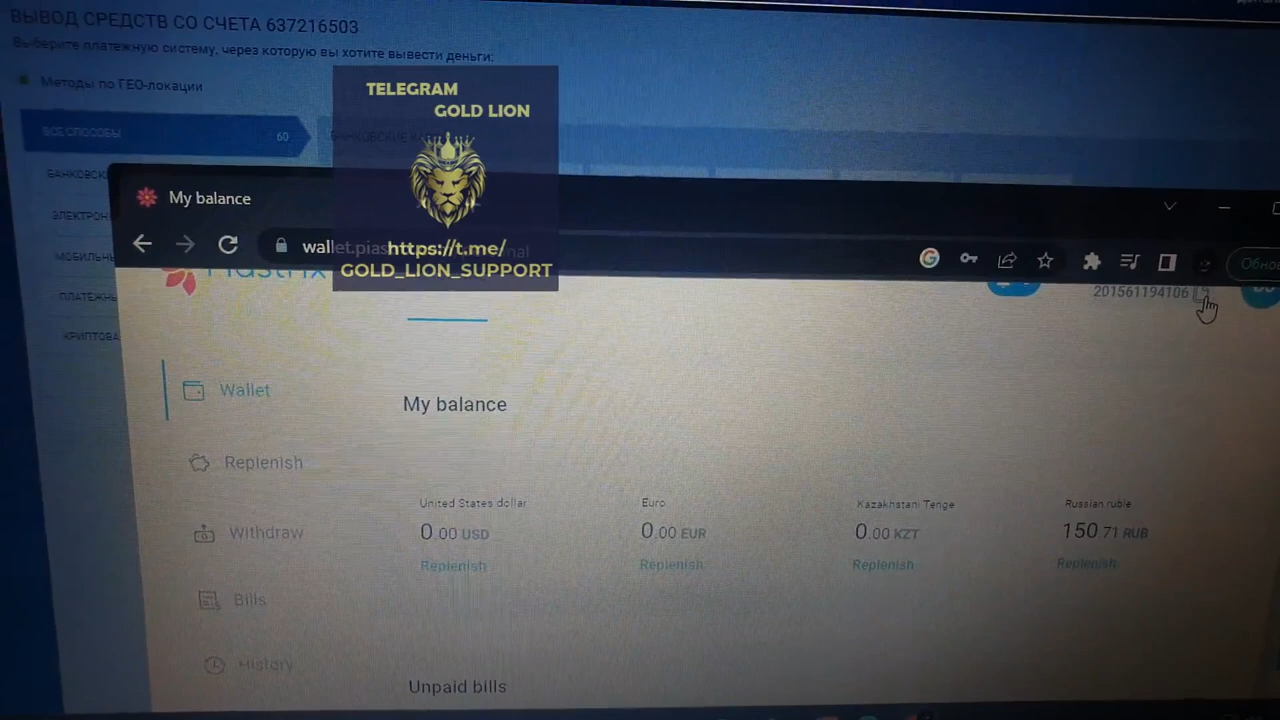 ВЫВОД СРЕДСТВ СО СЧЕТА 637216503
Выберите платежную систему, через которую вы хотите вывести деньги:
Методы по ГЕО-локации
ВСЕ СПОСОБЫ 60
TELEGRAM
GOLD LION
https://t.me/
GOLD_LION_SUPPORT
My balance
wallet.pias
201561194106
Wallet
Replenish
Withdraw
Bills
History
My balance
United States dollar
0.00 USD
Replenish
Euro
0.00 EUR
Replenish
Kazakhstani Tenge
0.00 KZT
Replenish
Russian ruble
150.71 RUB
Replenish
Unpaid bills